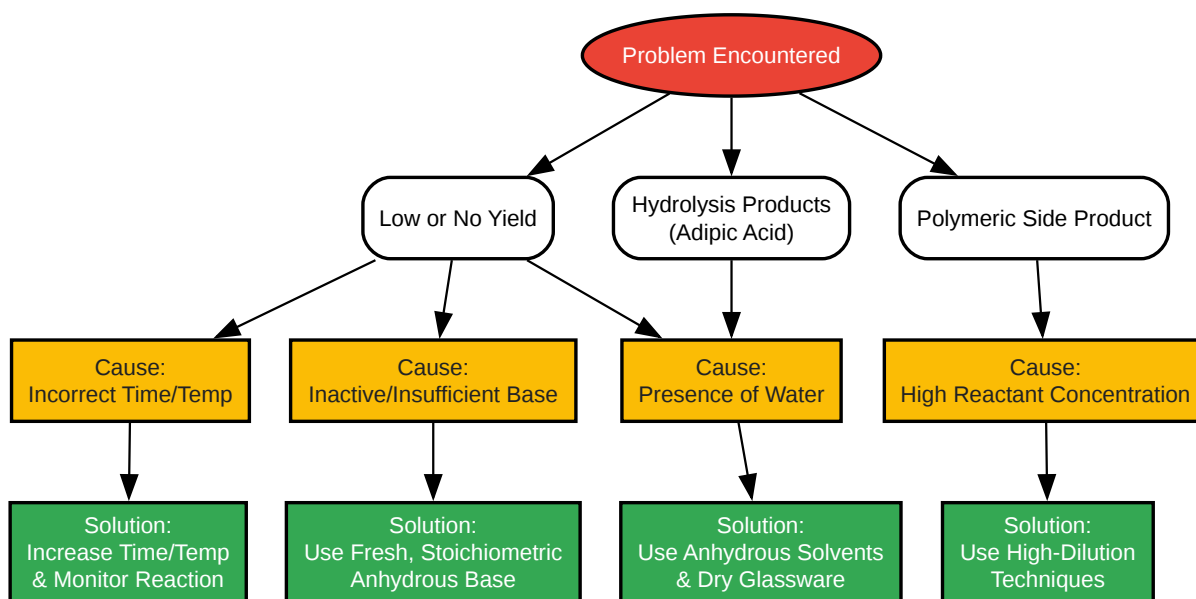 Problem Encountered
Low or No Yield
Hydrolysis Products
(Adipic Acid)
Polymeric Side Product
Cause:
Incorrect Time/Temp
Cause:
Inactive/Insufficient Base
Cause:
Presence of Water
Cause:
High Reactant Concentration
Solution:
Increase Time/Temp
& Monitor Reaction
Solution:
Use Fresh, Stoichiometric
Anhydrous Base
Solution:
Use Anhydrous Solvents
& Dry Glassware
Solution:
Use High-Dilution
Techniques